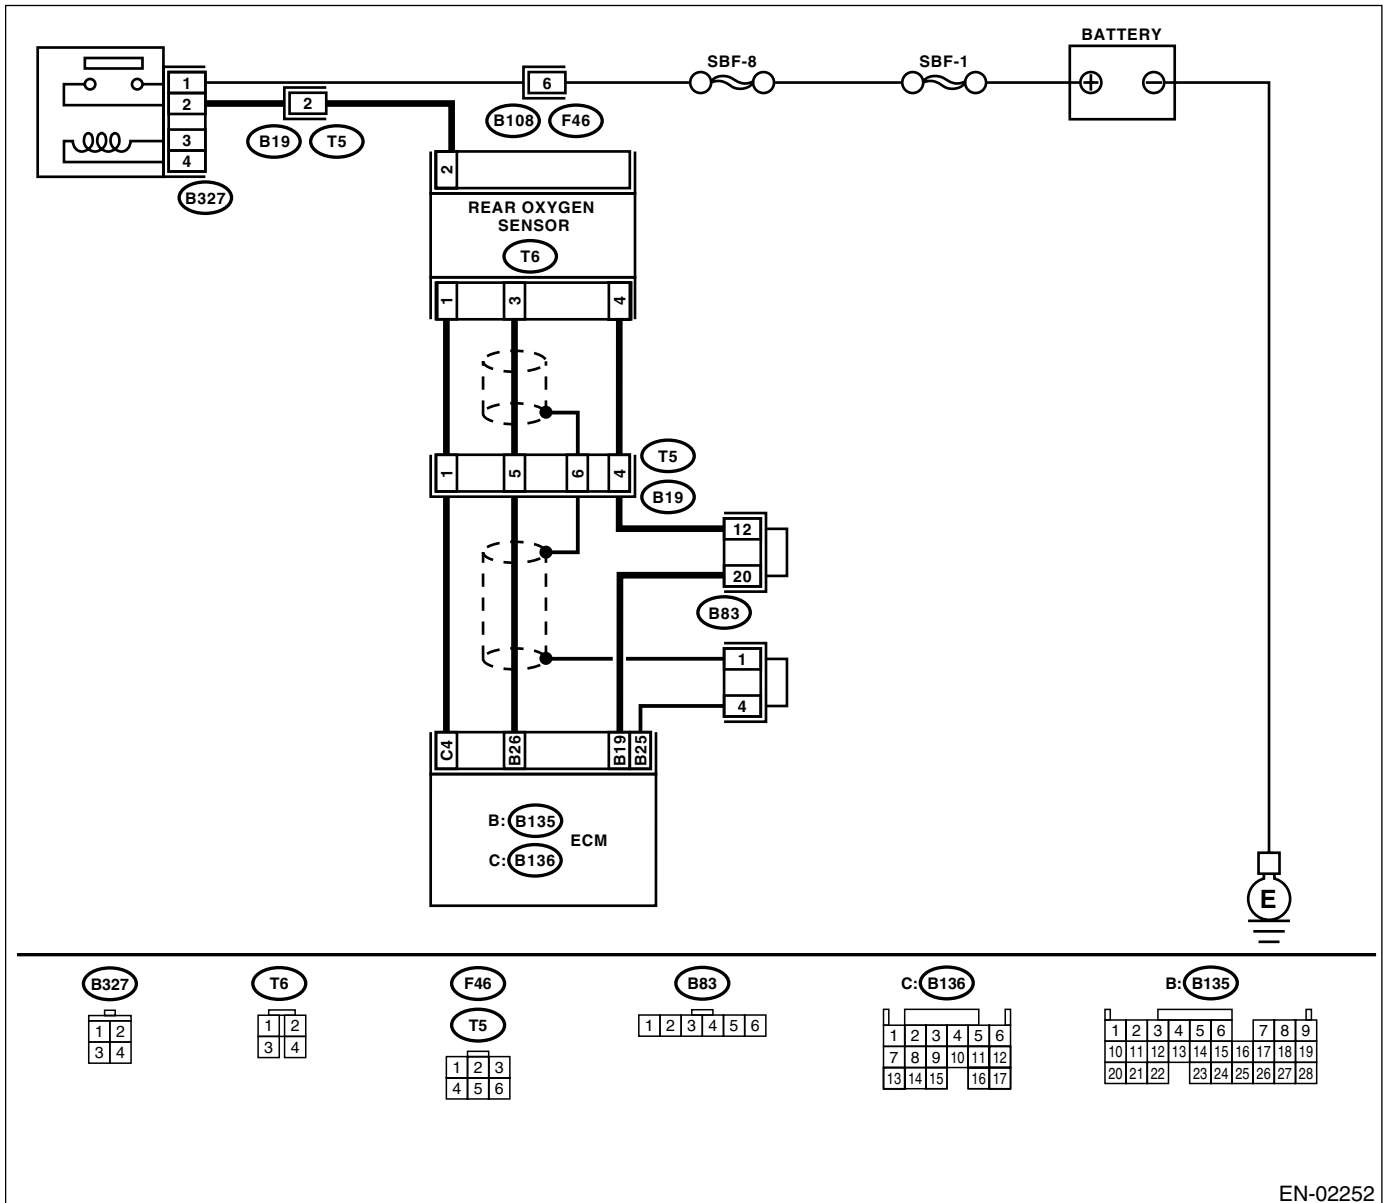 BATTERY
SBF-8
SBF-1
1
2
3
4
B327
2
B19
T5
6
B108
F46
2
REAR OXYGEN
SENSOR
T6
1
3
4
1
5
6
4
T5
B19
12
20
B83
1
4
C4
B26
B19
B25
B: B135
ECM
C: B136
E
B327
1 2
3 4
T6
1 2
3 4
F46
T5
1 2 3
4 5 6
B83
1 2 3 4 5 6
C: B136
1 2 3 4 5 6
7 8 9 10 11 12
13 14 15 16 17
B: B135
1 2 3 4 5 6 7 8 9
10 11 12 13 14 15 16 17 18 19
20 21 22 23 24 25 26 27 28
EN-02252